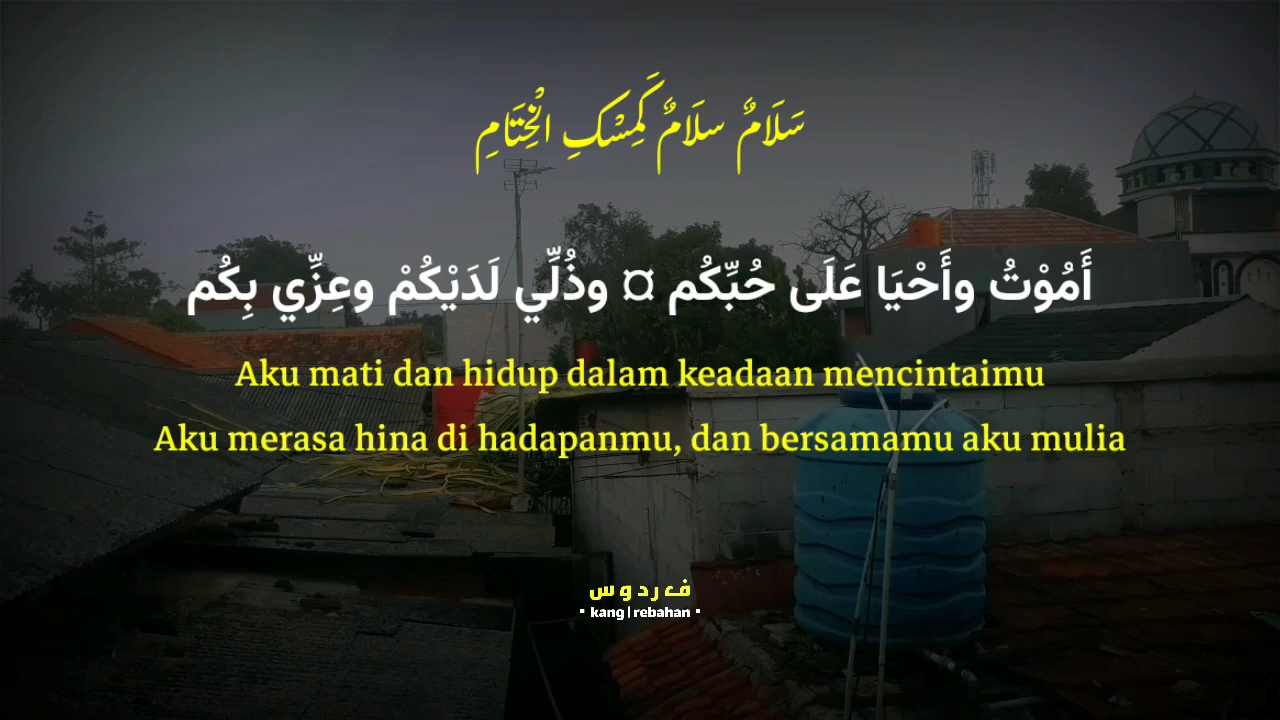 سَلَامٌ سلَامٌ كَمِسْكِ الْخِتَامِ
أَمُوْتُ وأَحْيَا عَلَى حُبِّكُم ¤ وذُلِّي لَدَيْكُمْ وعِزِّي بِكُم
Aku mati dan hidup dalam keadaan mencintaimu
Aku merasa hina di hadapanmu, dan bersamamu aku mulia
فردوس
▪ kang|rebahan ▪